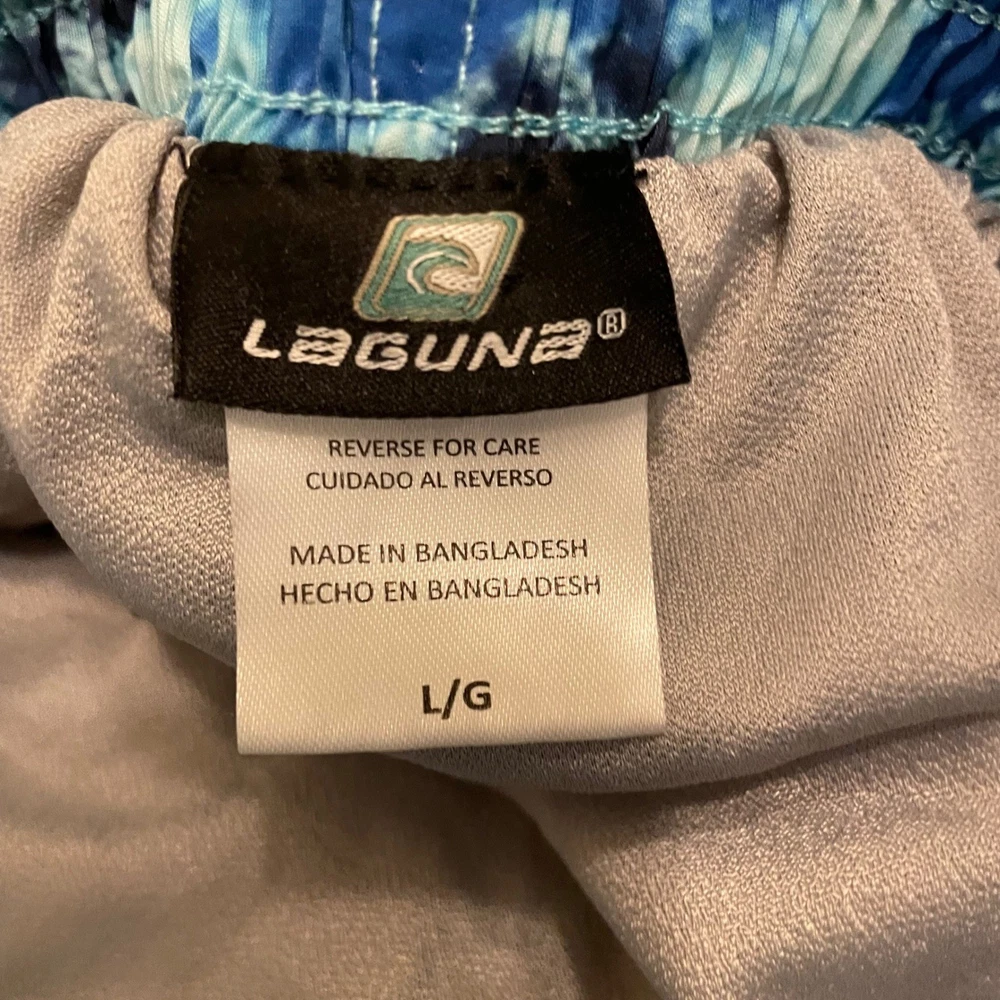 LaGUNa®
REVERSE FOR CARE
CUIDADO AL REVERSO
MADE IN BANGLADESH
HECHO EN BANGLADESH
L/G